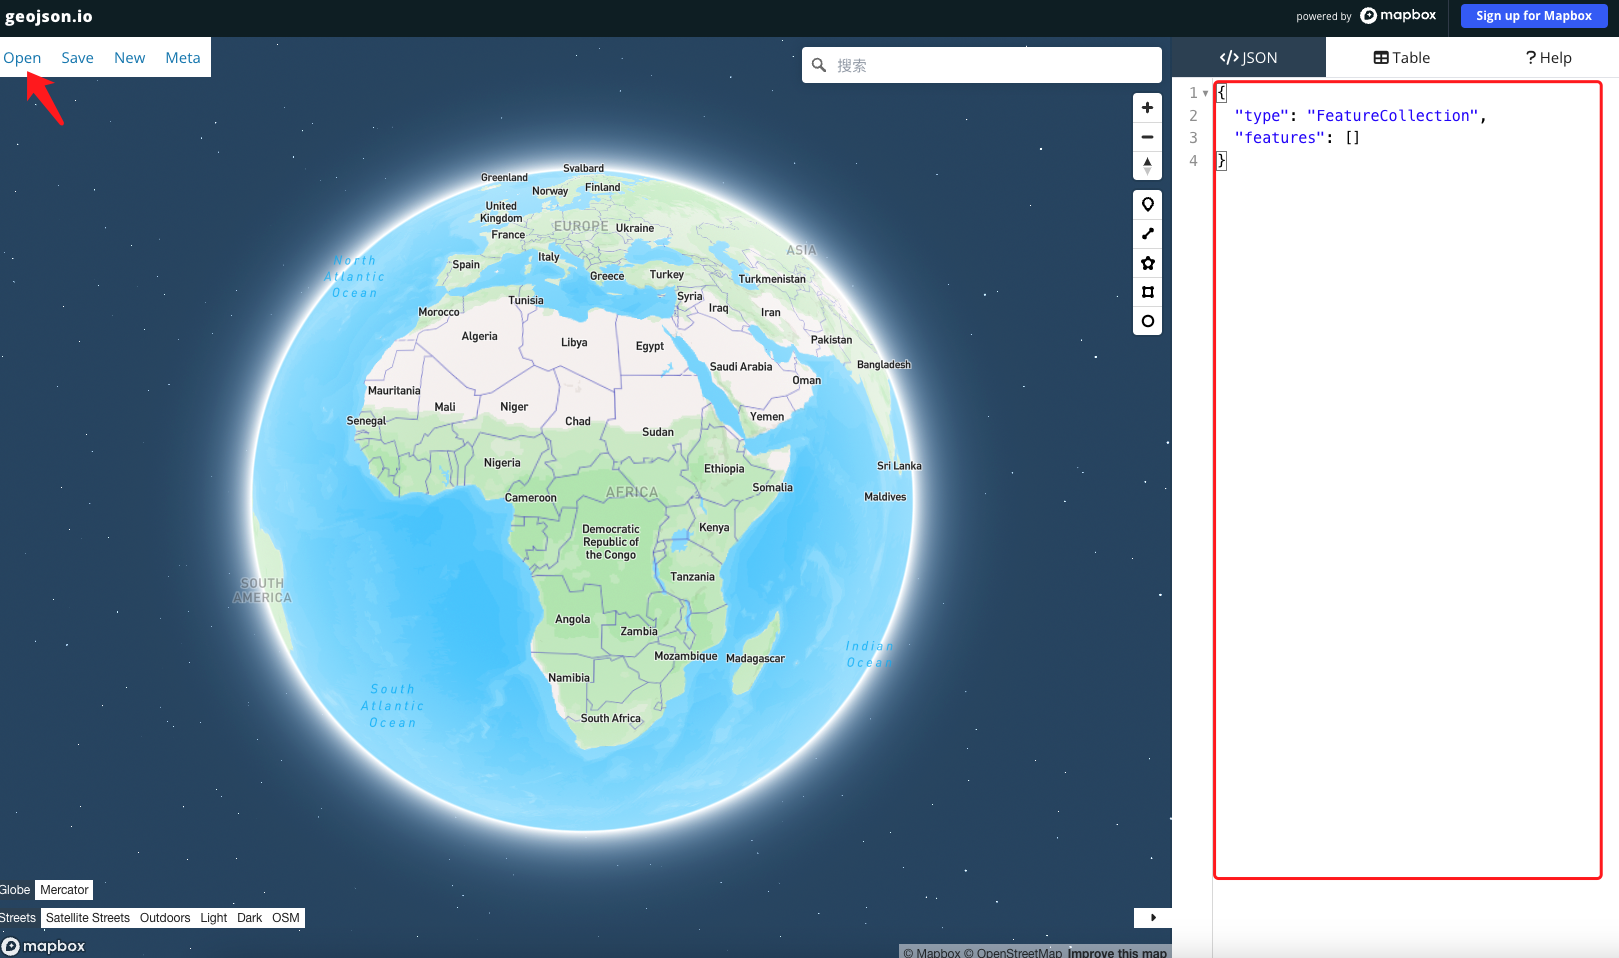 geojson.io
powered by mapbox
Sign up for Mapbox
Open Save New Meta
搜索
</> JSON
Table
? Help
1 {
2 "type": "FeatureCollection",
3 "features": []
4 }
Svalbard
Greenland
Norway
Finland
United
Kingdom
EUROPE
Ukraine
France
ASIA
Italy
North
Atlantic
Ocean
Spain
Greece
Turkey
Turkmenistan
Tunisia
Syria
Morocco
Iraq
Iran
Algeria
Libya
Egypt
Pakistan
Saudi Arabia
Bangladesh
Oman
Mauritania
Mali
Niger
Chad
Yemen
Senegal
Sudan
Nigeria
Ethiopia
Sri Lanka
Cameroon
AFRICA
Somalia
Maldives
Democratic
Republic of
the Congo
Kenya
Tanzania
SOUTH
AMERICA
Angola
Zambia
Mozambique
Madagascar
Indian
Ocean
Namibia
South
Atlantic
Ocean
South Africa
Globe Mercator
Streets Satellite Streets Outdoors Light Dark OSM
mapbox
© Mapbox © OpenStreetMap Improve this map